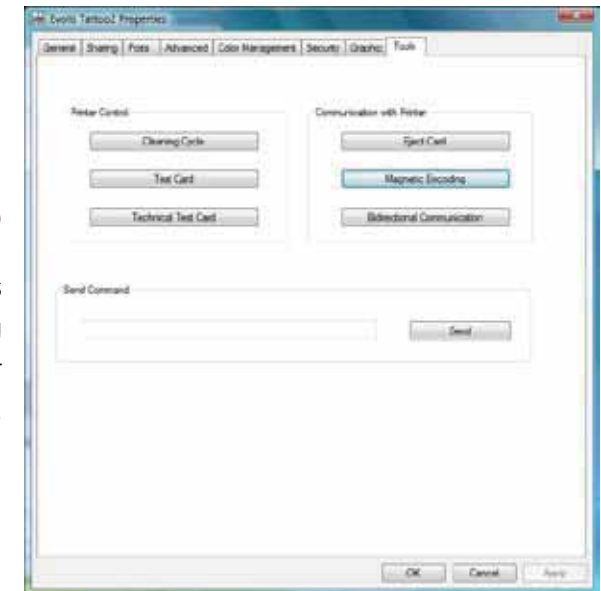 Evolis Tattoo2 Properties
General Sharing Ports Advanced Color Management Security Graphic Tools
Printer Control
Communication with Printer
Cleaning Cycle
Eject Card
Test Card
Magnetic Encoding
Technical Test Card
Bidirectional Communication
Send Command
Send
OK Cancel Apply